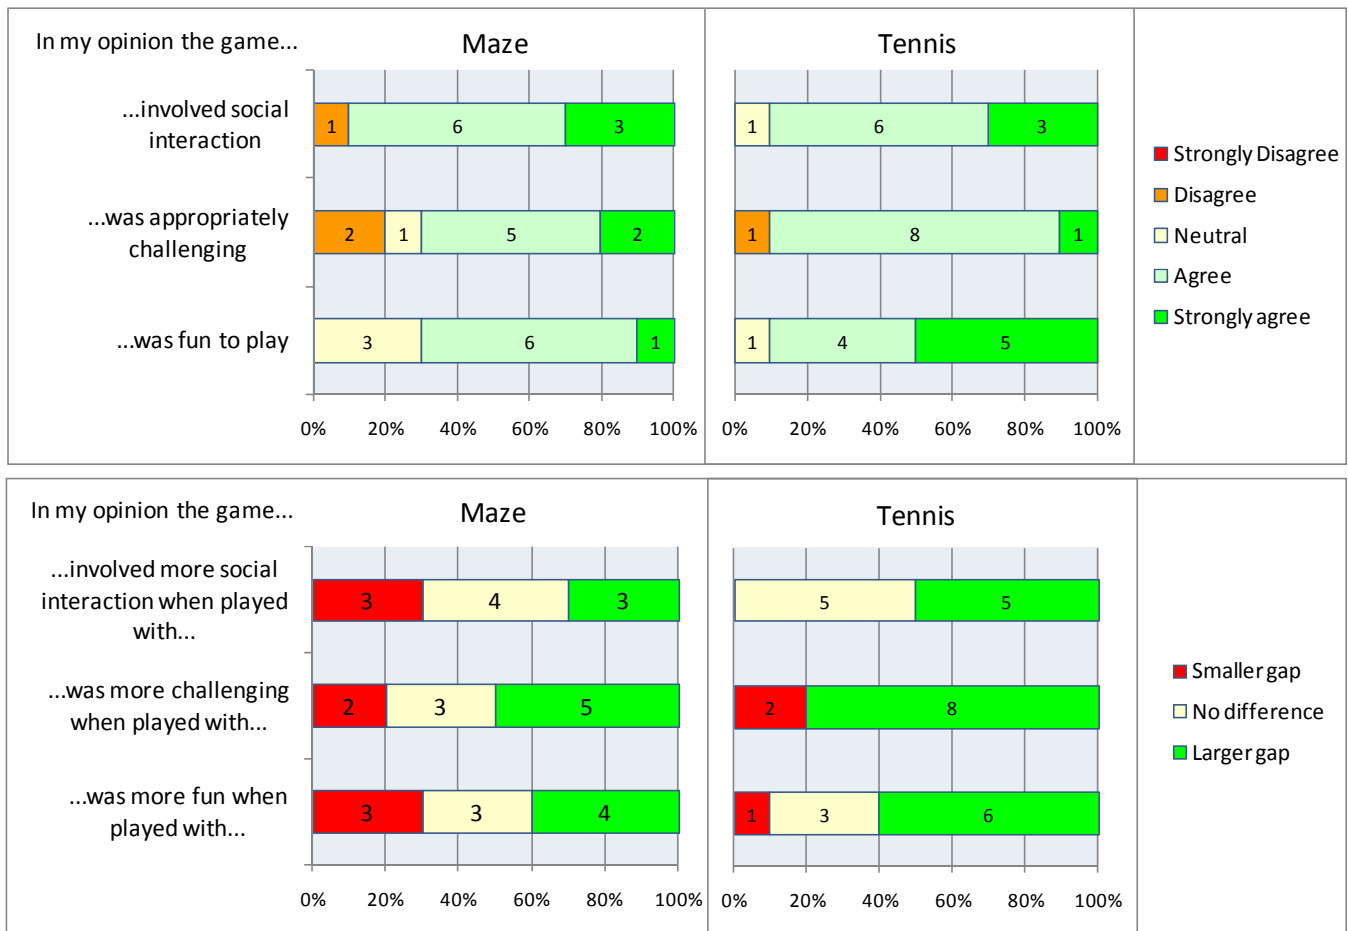 In my opinion the game...
Maze
Tennis
...involved social
interaction
1 6 3
1 6 3
...was appropriately
challenging
2 1 5 2
1 8 1
...was fun to play
3 6 1
1 4 5
0% 20% 40% 60% 80% 100%
0% 20% 40% 60% 80% 100%
Strongly Disagree
Disagree
Neutral
Agree
Strongly agree
In my opinion the game...
Maze
Tennis
...involved more social
interaction when played
with...
3 4 3
5 5
...was more challenging
when played with...
2 3 5
2 8
...was more fun when
played with...
3 3 4
1 3 6
0% 20% 40% 60% 80% 100%
0% 20% 40% 60% 80% 100%
Smaller gap
No difference
Larger gap